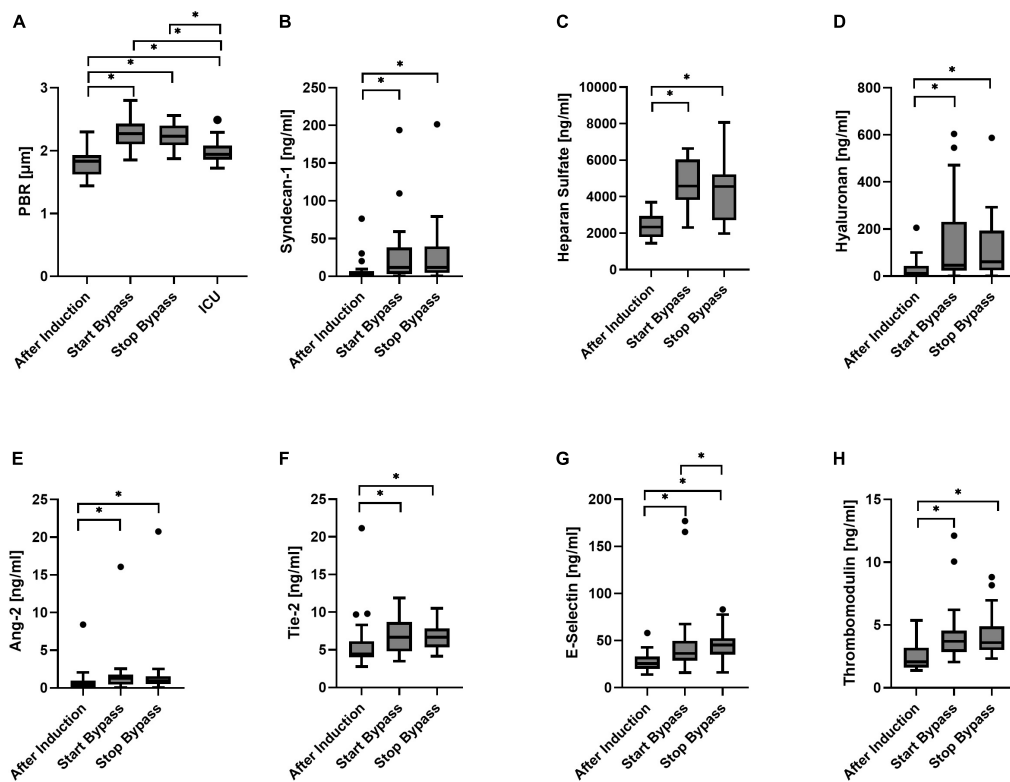 A
*
*
*
*
*
3
2
1
0
PBR [µm]
After Induction
Start Bypass
Stop Bypass
ICU
B
*
*
250
200
150
100
50
0
Syndecan-1 [ng/ml]
After Induction
Start Bypass
Stop Bypass
C
*
*
10000
8000
6000
4000
2000
0
Heparan Sulfate [ng/ml]
After Induction
Start Bypass
Stop Bypass
D
*
*
800
600
400
200
0
Hyaluronan [ng/ml]
After Induction
Start Bypass
Stop Bypass
E
*
*
25
20
15
10
5
0
Ang-2 [ng/ml]
After Induction
Start Bypass
Stop Bypass
F
*
*
25
20
15
10
5
0
Tie-2 [ng/ml]
After Induction
Start Bypass
Stop Bypass
G
*
*
*
200
150
100
50
0
E-Selectin [ng/ml]
After Induction
Start Bypass
Stop Bypass
H
*
*
15
10
5
0
Thrombomodulin [ng/ml]
After Induction
Start Bypass
Stop Bypass